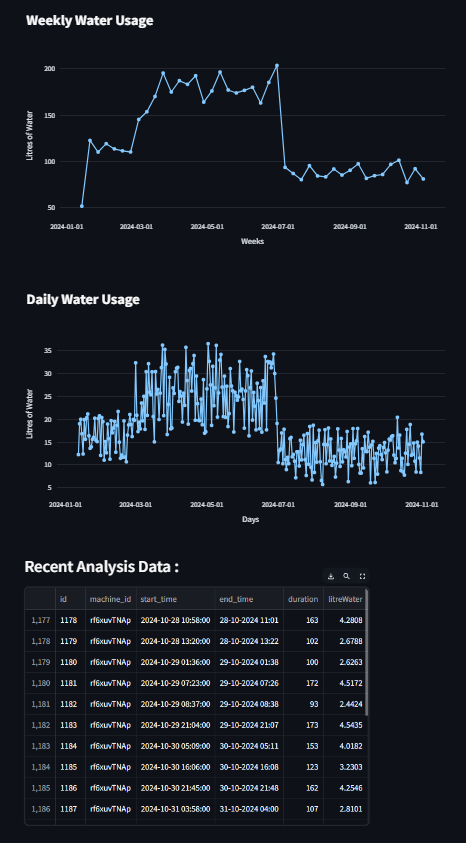 Weekly Water Usage
200
150
100
50
Litres of Water
2024-01-01 2024-03-01 2024-05-01 2024-07-01 2024-09-01 2024-11-01
Weeks
Daily Water Usage
35
30
25
20
15
10
5
Litres of Water
2024-01-01 2024-03-01 2024-05-01 2024-07-01 2024-09-01 2024-11-01
Days
Recent Analysis Data :
id machine_id start_time end_time duration litreWater
1,177 1178 rf6xuvTNAp 2024-10-28 10:58:00 28-10-2024 11:01 163 4.2808
1,178 1179 rf6xuvTNAp 2024-10-28 13:20:00 28-10-2024 13:22 102 2.6788
1,179 1180 rf6xuvTNAp 2024-10-29 01:36:00 29-10-2024 01:38 100 2.6263
1,180 1181 rf6xuvTNAp 2024-10-29 07:23:00 29-10-2024 07:26 172 4.5172
1,181 1182 rf6xuvTNAp 2024-10-29 08:37:00 29-10-2024 08:38 93 2.4424
1,182 1183 rf6xuvTNAp 2024-10-29 21:04:00 29-10-2024 21:07 173 4.5435
1,183 1184 rf6xuvTNAp 2024-10-30 05:09:00 30-10-2024 05:11 153 4.0182
1,184 1185 rf6xuvTNAp 2024-10-30 16:06:00 30-10-2024 16:08 123 3.2303
1,185 1186 rf6xuvTNAp 2024-10-30 21:45:00 30-10-2024 21:48 162 4.2546
1,186 1187 rf6xuvTNAp 2024-10-31 03:58:00 31-10-2024 04:00 107 2.8101